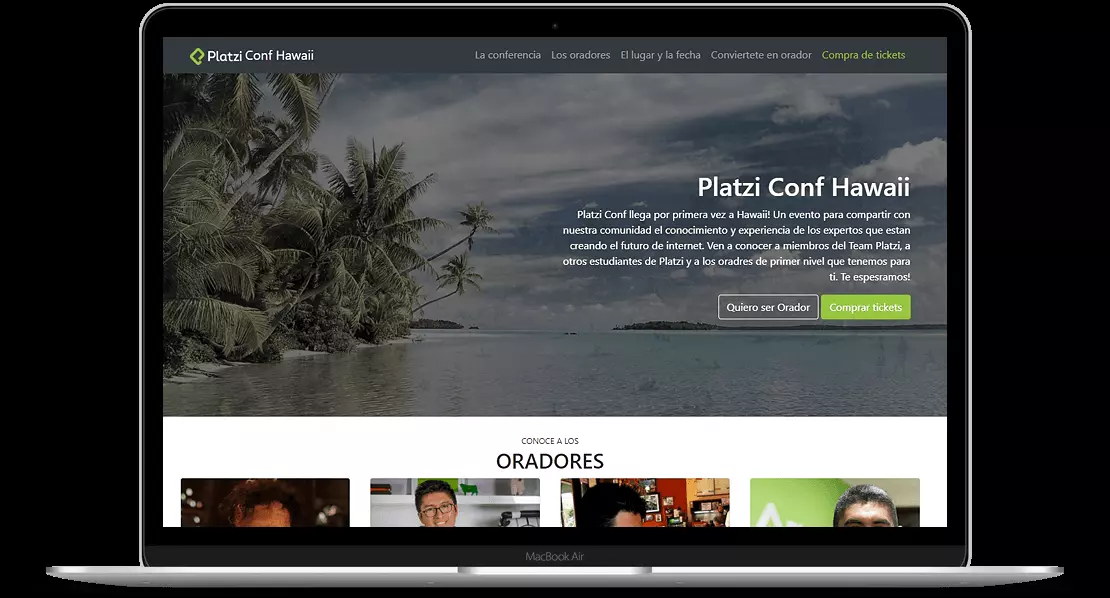 Platzi Conf Hawaii
La conferencia Los oradores El lugar y la fecha Conviertete en orador Compra de tickets
Platzi Conf Hawaii
Platzi Conf llega por primera vez a Hawaii! Un evento para compartir con
nuestra comunidad el conocimiento y experiencia de los expertos que estan
creando el futuro de internet. Ven a conocer a miembros del Team Platzi, a
otros estudiantes de Platzi y a los oradres de primer nivel que tenemos para
ti. Te espesramos!
Quiero ser Orador Comprar tickets
CONOCE A LOS
ORADORES
MacBook Air